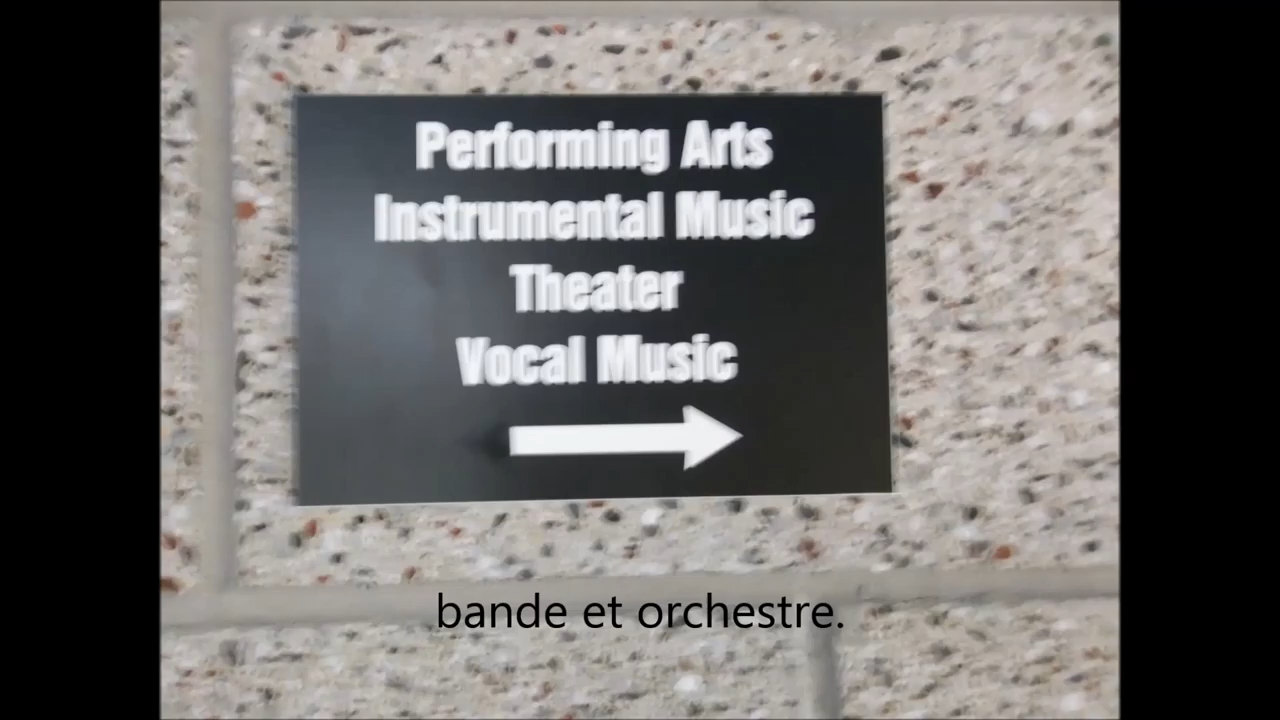 Performing Arts
Instrumental Music
Theater
Vocal Music
bande et orchestre.